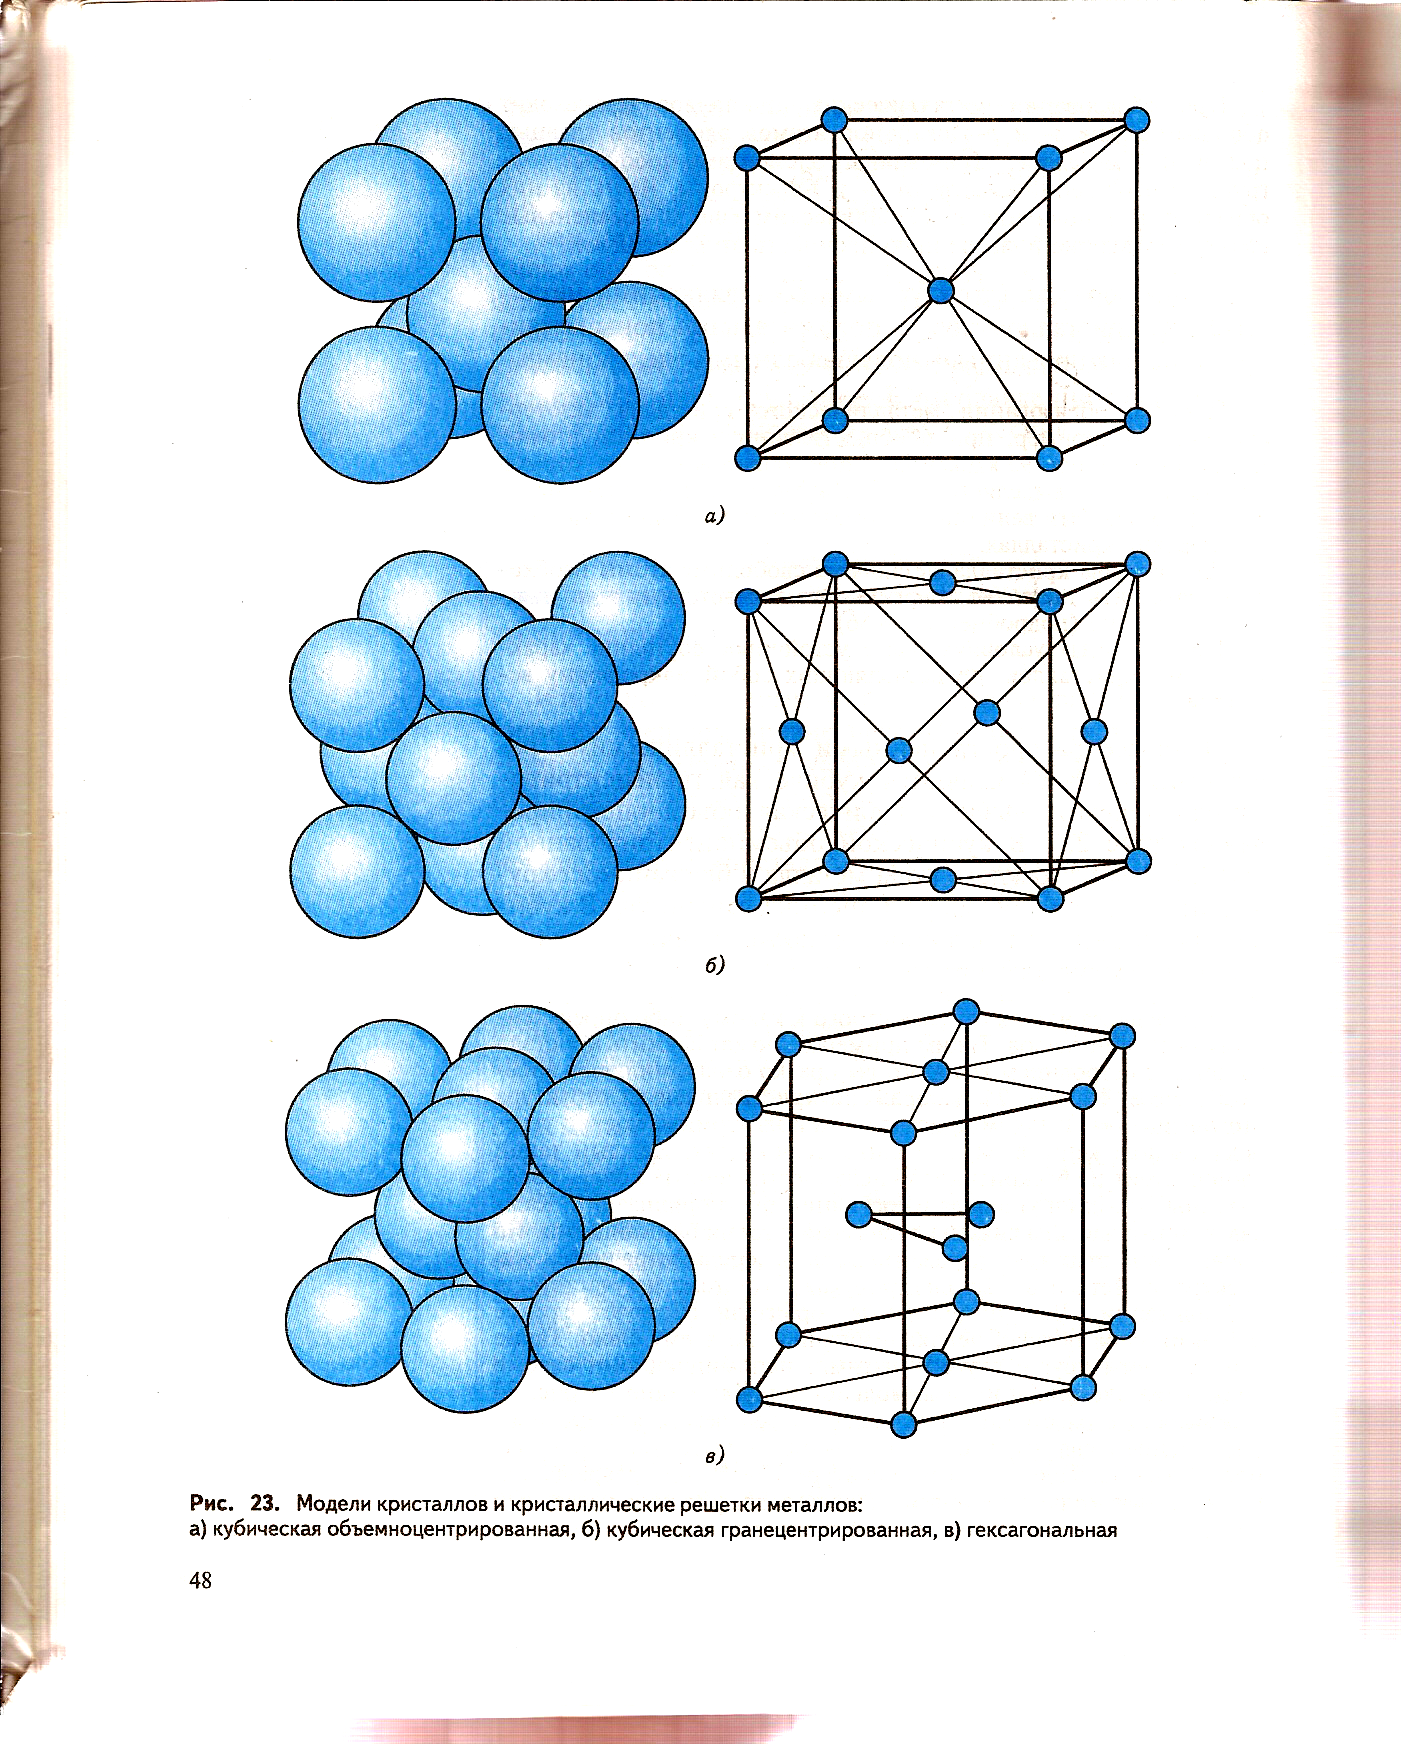 а)
б)
в)
Рис. 23. Модели кристаллов и кристаллические решетки металлов:
а) кубическая объемноцентрированная, б) кубическая гранецентрированная, в) гексагональная
48